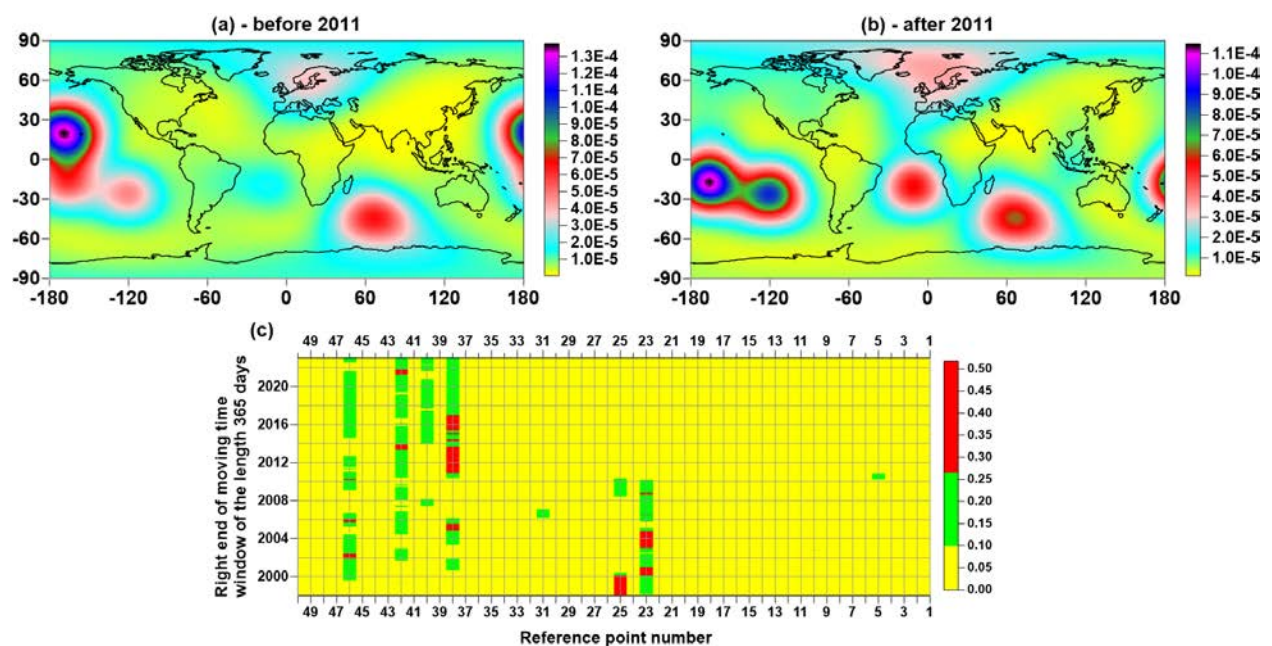 (a) - before 2011
(b) - after 2011
90
60
30
0
-30
-60
-90
-180 -120 -60 0 60 120 180
1.3E-4
1.2E-4
1.1E-4
1.0E-4
9.0E-5
8.0E-5
7.0E-5
6.0E-5
5.0E-5
4.0E-5
3.0E-5
2.0E-5
1.0E-5
90
60
30
0
-30
-60
-90
-180 -120 -60 0 60 120 180
1.1E-4
1.0E-4
9.0E-5
8.0E-5
7.0E-5
6.0E-5
5.0E-5
4.0E-5
3.0E-5
2.0E-5
1.0E-5
(c)
49 47 45 43 41 39 37 35 33 31 29 27 25 23 21 19 17 15 13 11 9 7 5 3 1
Right end of moving time
window of the length 365 days
2020
2016
2012
2008
2004
2000
0.50
0.45
0.40
0.35
0.30
0.25
0.20
0.15
0.10
0.05
0.00
49 47 45 43 41 39 37 35 33 31 29 27 25 23 21 19 17 15 13 11 9 7 5 3 1
Reference point number